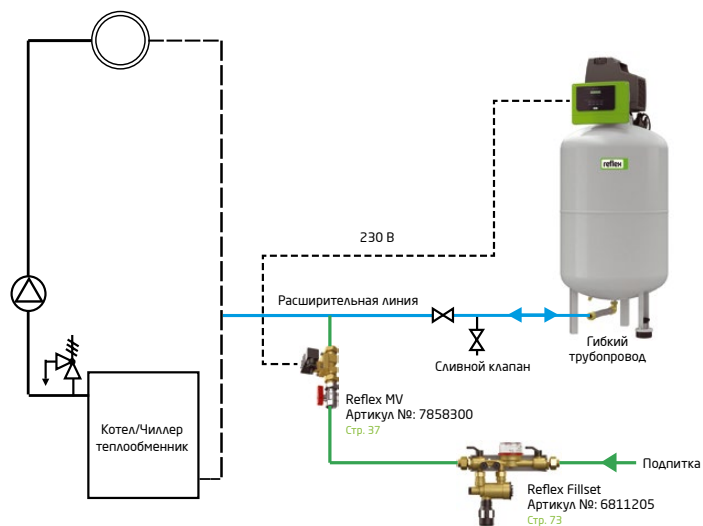 reflex
230 В
Расширительная линия
Сливной клапан
Гибкий
трубопровод
Reflex MV
Артикул №: 7858300
Стр. 37
Котел/Чиллер
теплообменник
Подпитка
Reflex Fillset
Артикул №: 6811205
Стр. 73